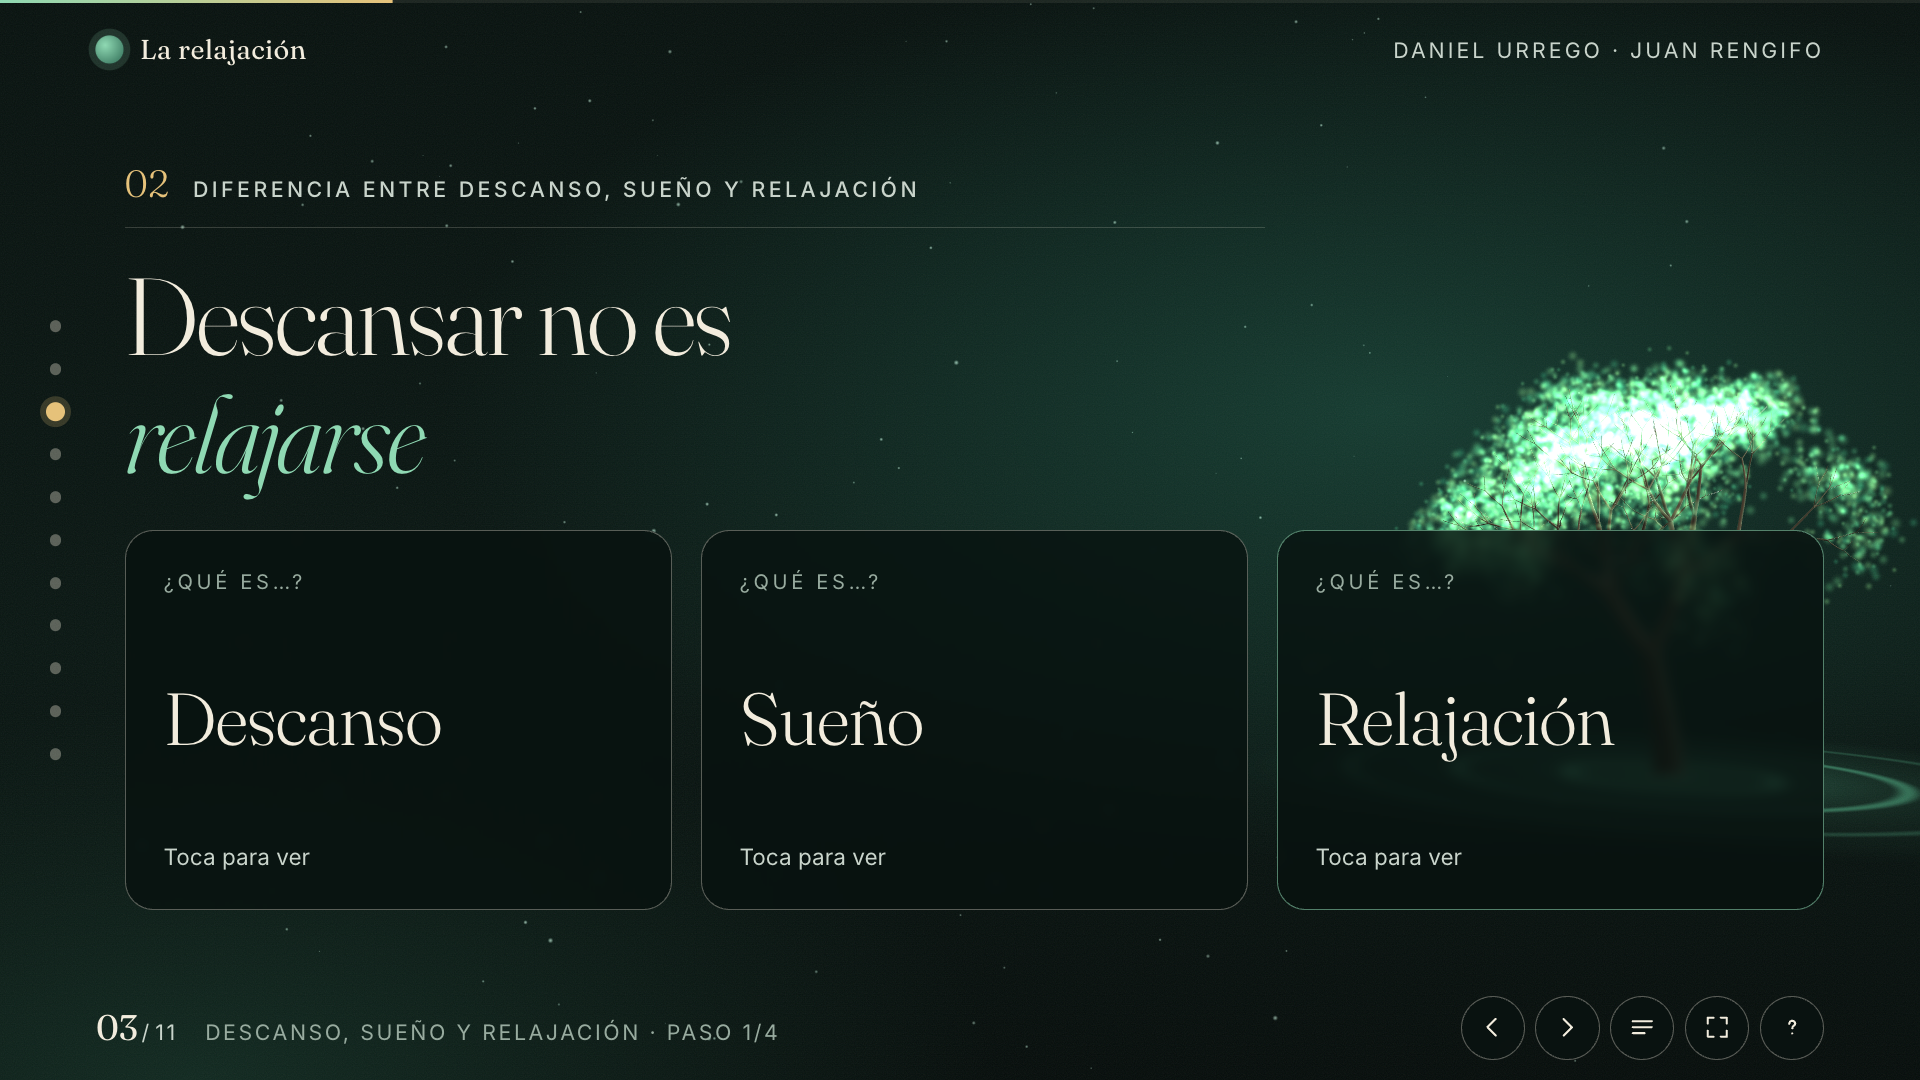 La relajación
DANIEL URREGO · JUAN RENGIFO
02 DIFERENCIA ENTRE DESCANSO, SUEÑO Y RELAJACIÓN
Descansar no es
relajarse
¿QUÉ ES…?
Descanso
Toca para ver
¿QUÉ ES…?
Sueño
Toca para ver
¿QUÉ ES…?
Relajación
Toca para ver
03 / 11 DESCANSO, SUEÑO Y RELAJACIÓN · PASO 1/4
?